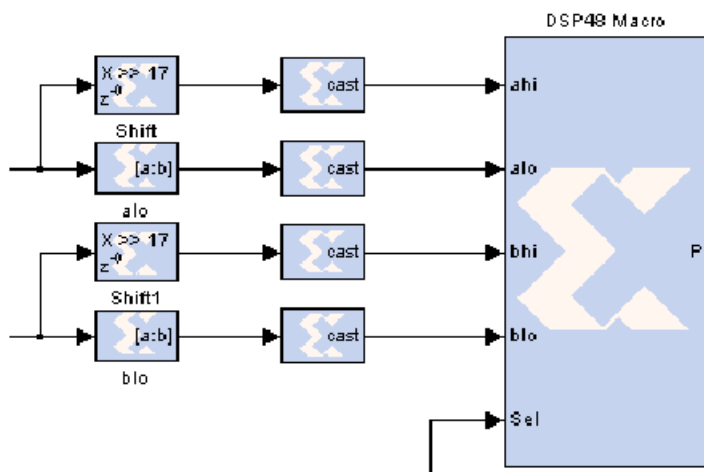 DSP48 Macro
X >> 17
z^-0
cast
ahi
Shift
[a:b]
cast
alo
alo
X >> 17
z^-0
cast
bhi
P
Shift1
[a:b]
cast
blo
blo
Sel